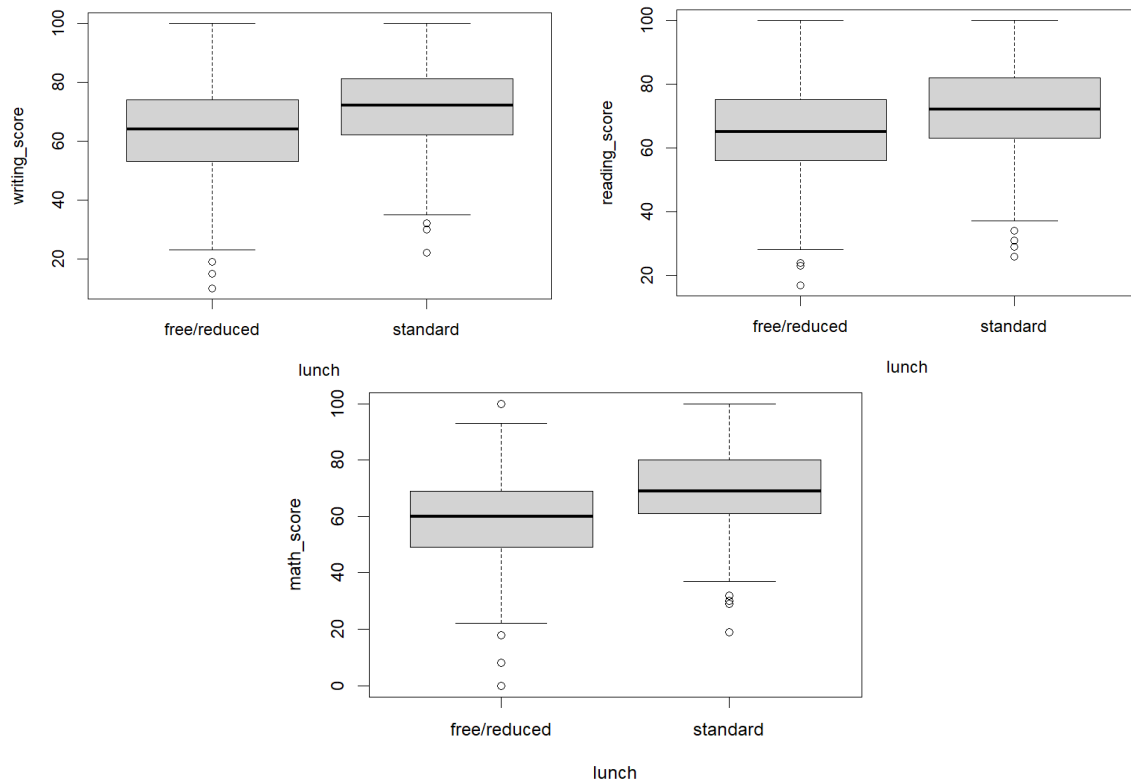 writing_score
100
80
60
40
20
free/reduced
standard
lunch
reading_score
100
80
60
40
20
free/reduced
standard
lunch
math_score
100
80
60
40
20
0
free/reduced
standard
lunch